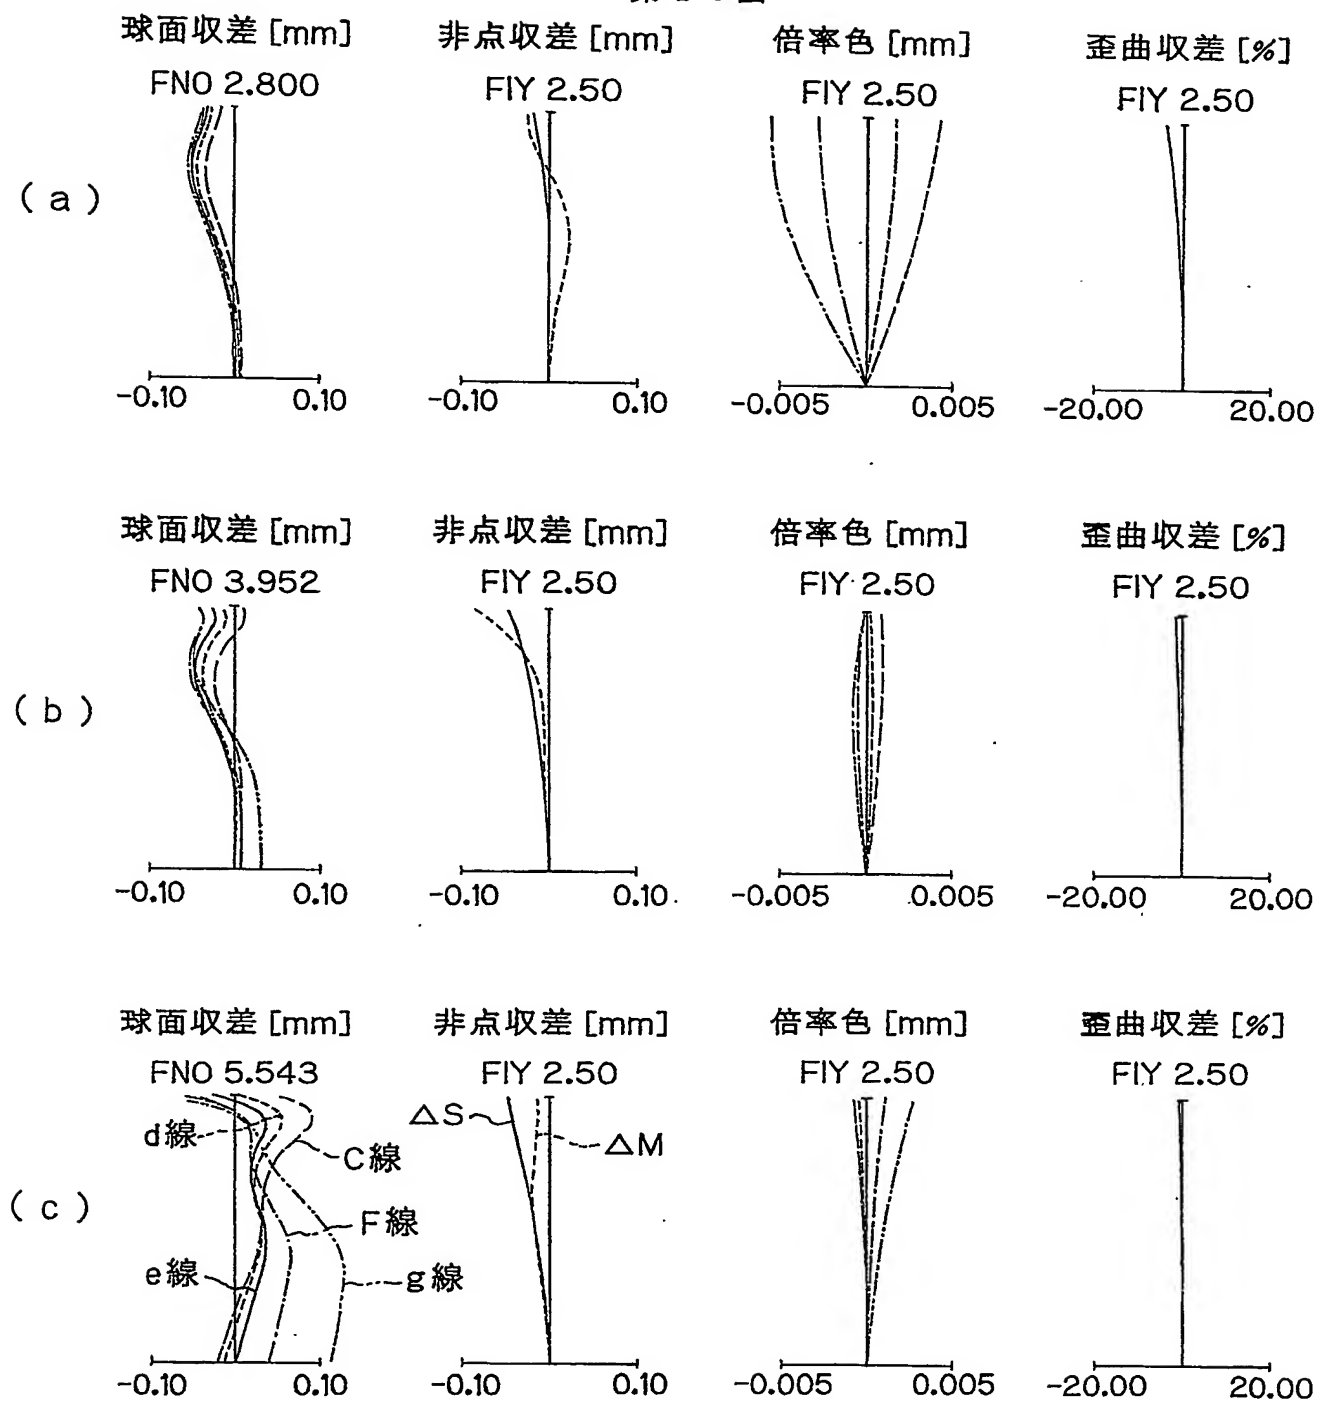 球面収差 [mm] 非点収差 [mm] 倍率色 [mm] 歪曲収差 [%]
FNO 2.800 FIY 2.50 FIY 2.50 FIY 2.50
(a)
-0.10 0.10 -0.10 0.10 -0.005 0.005 -20.00 20.00
球面収差 [mm] 非点収差 [mm] 倍率色 [mm] 歪曲収差 [%]
FNO 3.952 FIY 2.50 FIY 2.50 FIY 2.50
(b)
-0.10 0.10 -0.10 0.10 -0.005 0.005 -20.00 20.00
球面収差 [mm] 非点収差 [mm] 倍率色 [mm] 歪曲収差 [%]
FNO 5.543 FIY 2.50 FIY 2.50 FIY 2.50
△S
d線
△M
C線
(c)
F線
e線
g線
-0.10 0.10 -0.10 0.10 -0.005 0.005 -20.00 20.00